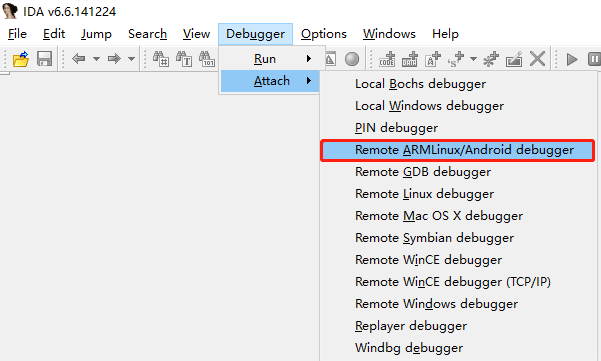 IDA v6.6.141224
File Edit Jump Search View Debugger Options Windows Help
Run
Attach
Local Bochs debugger
Local Windows debugger
PIN debugger
Remote ARMLinux/Android debugger
Remote GDB debugger
Remote Linux debugger
Remote Mac OS X debugger
Remote Symbian debugger
Remote WinCE debugger
Remote WinCE debugger (TCP/IP)
Remote Windows debugger
Replayer debugger
Windbg debugger